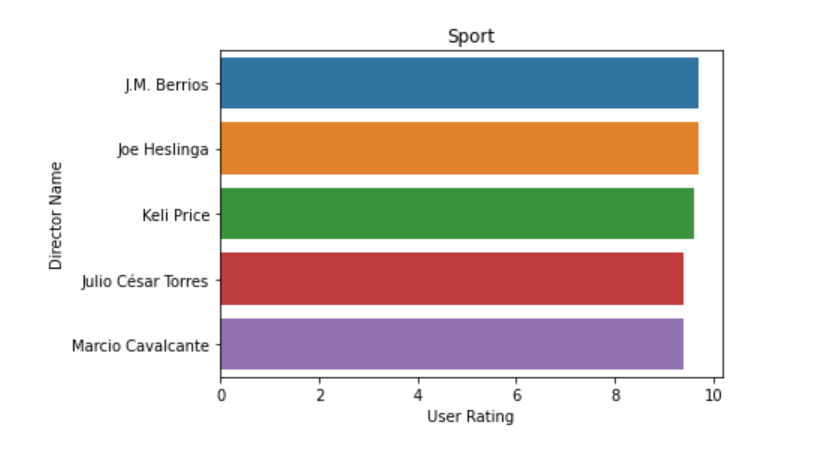 Sport
J.M. Berrios
Joe Heslinga
Keli Price
Julio César Torres
Marcio Cavalcante
Director Name
0 2 4 6 8 10
User Rating